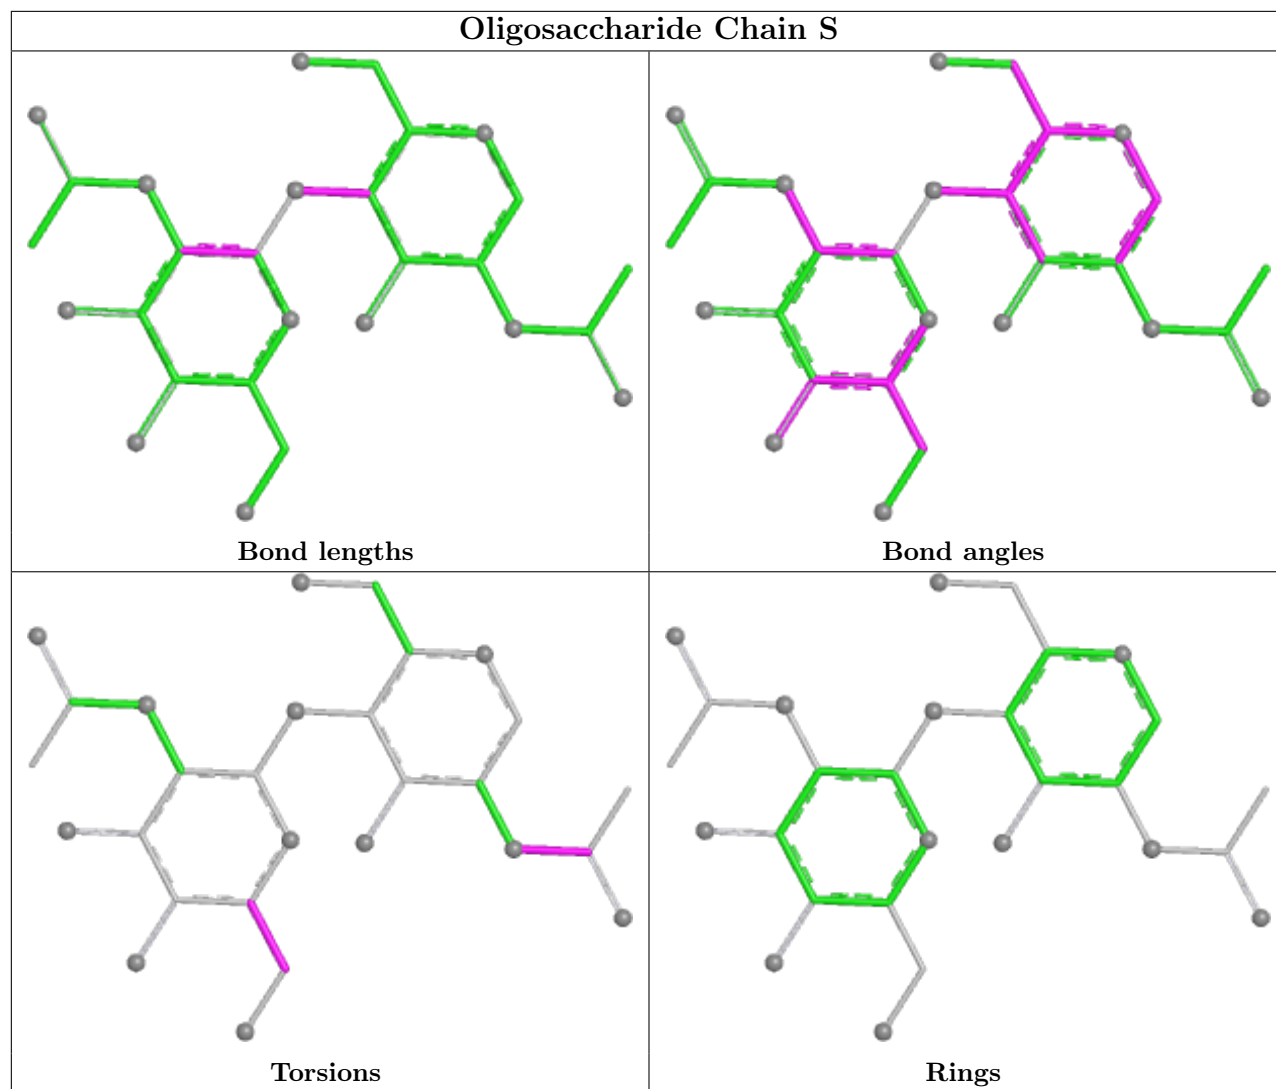 Oligosaccharide Chain S
Bond lengths
Bond angles
Torsions
Rings